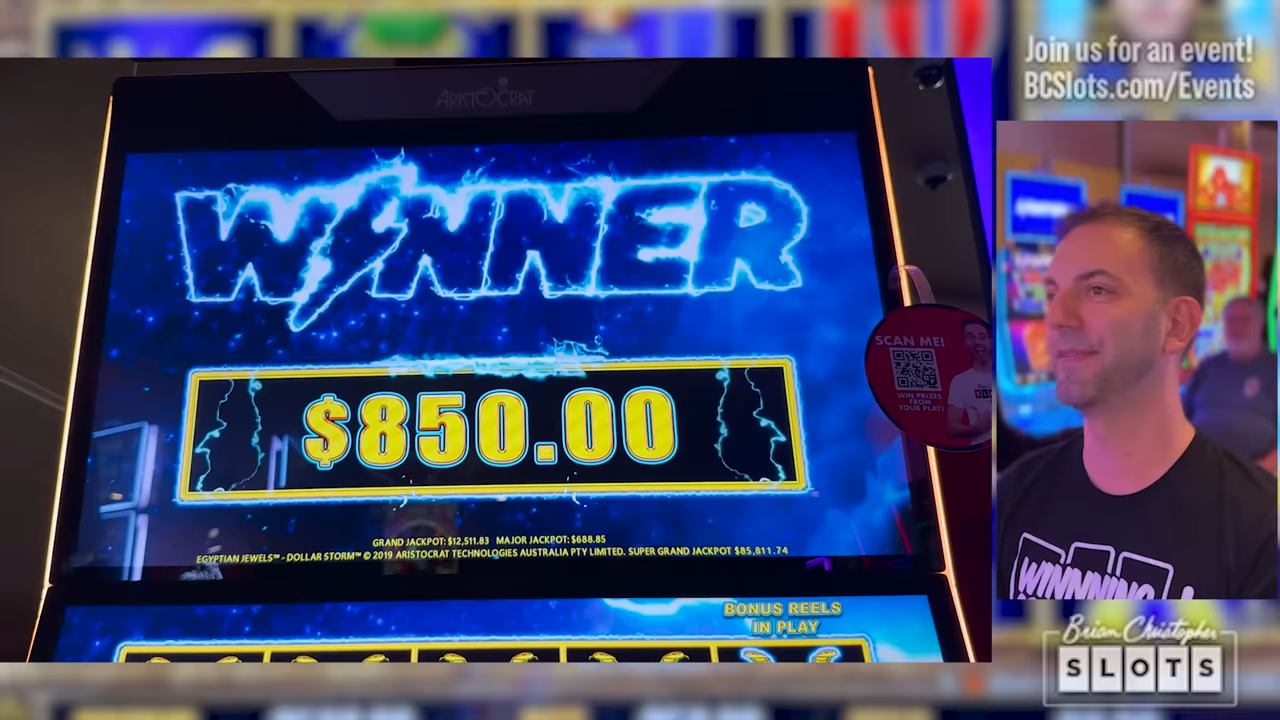 Join us for an event!
BCSlots.com/Events
ARISTOCRAT
WINNER
$850.00
SCAN ME!
WIN PRIZES
FROM
YOUR PLAY!
GRAND JACKPOT: $12,511.83 MAJOR JACKPOT: $688.85
EGYPTIAN JEWELS™ - DOLLAR STORM™ © 2019 ARISTOCRAT TECHNOLOGIES AUSTRALIA PTY LIMITED. SUPER GRAND JACKPOT $85,811.74
BONUS REELS
IN PLAY
WINNNING
Brian Christopher
SLOTS